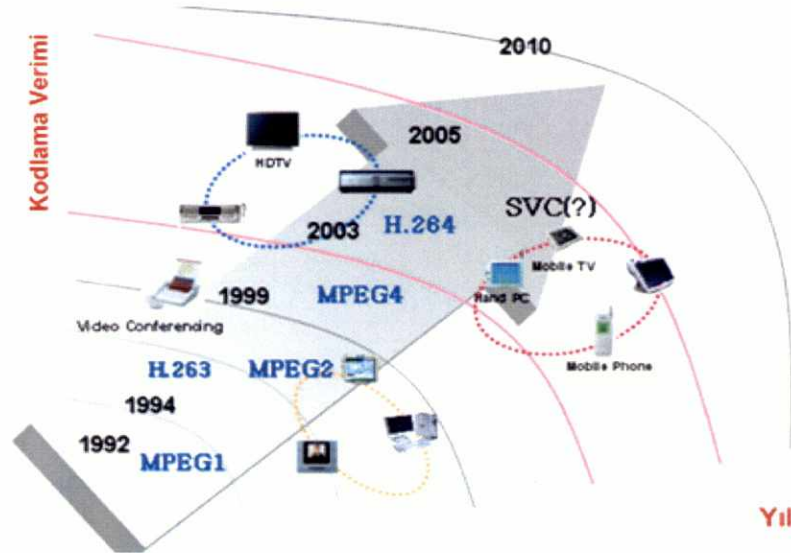 2010
Kodlama Verimi
2005
HDTV
SVC(?)
2003
H.264
Mobile TV
Hand PC
1999
MPEG4
Video Conferencing
Mobile Phone
H.263
MPEG2
1994
1992
MPEG1
Yıl